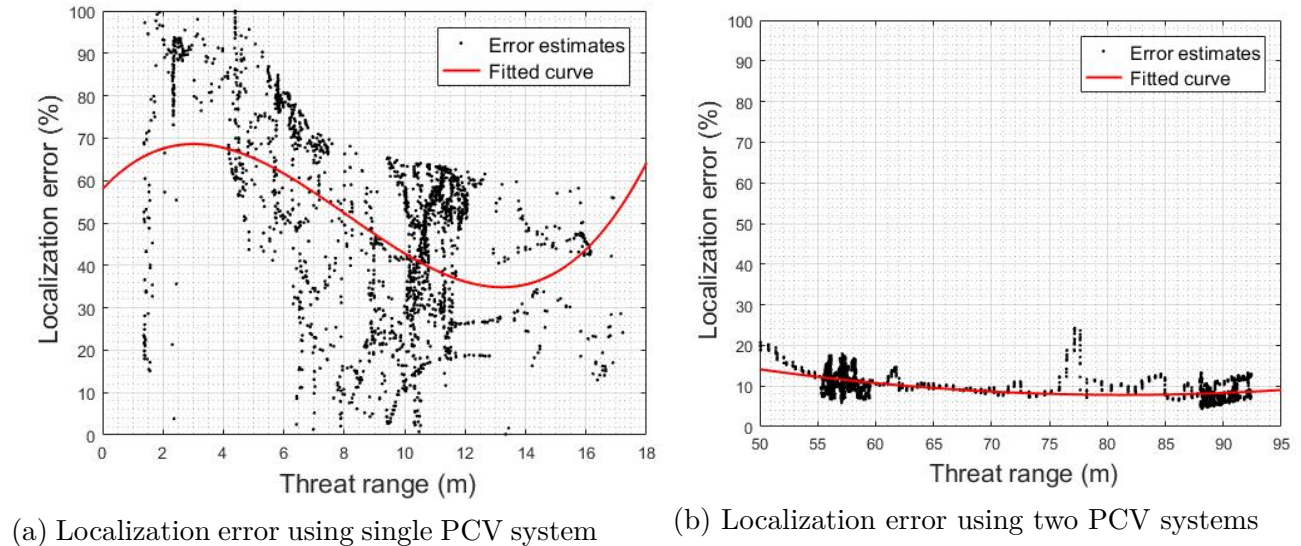 100
90
80
70
60
50
40
30
20
10
0
Localization error (%)
Error estimates
Fitted curve
0 2 4 6 8 10 12 14 16 18
Threat range (m)
(a) Localization error using single PCV system
100
90
80
70
60
50
40
30
20
10
0
Localization error (%)
Error estimates
Fitted curve
50 55 60 65 70 75 80 85 90 95
Threat range (m)
(b) Localization error using two PCV systems